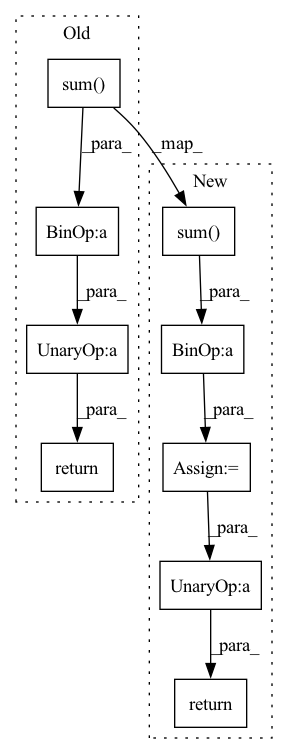 Old
sum()
_para_
_map_
New
BinOp:a
sum()
_para_
_para_
UnaryOp:a
BinOp:a
_para_
_para_
return
Assign:=
_para_
UnaryOp:a
_para_
return